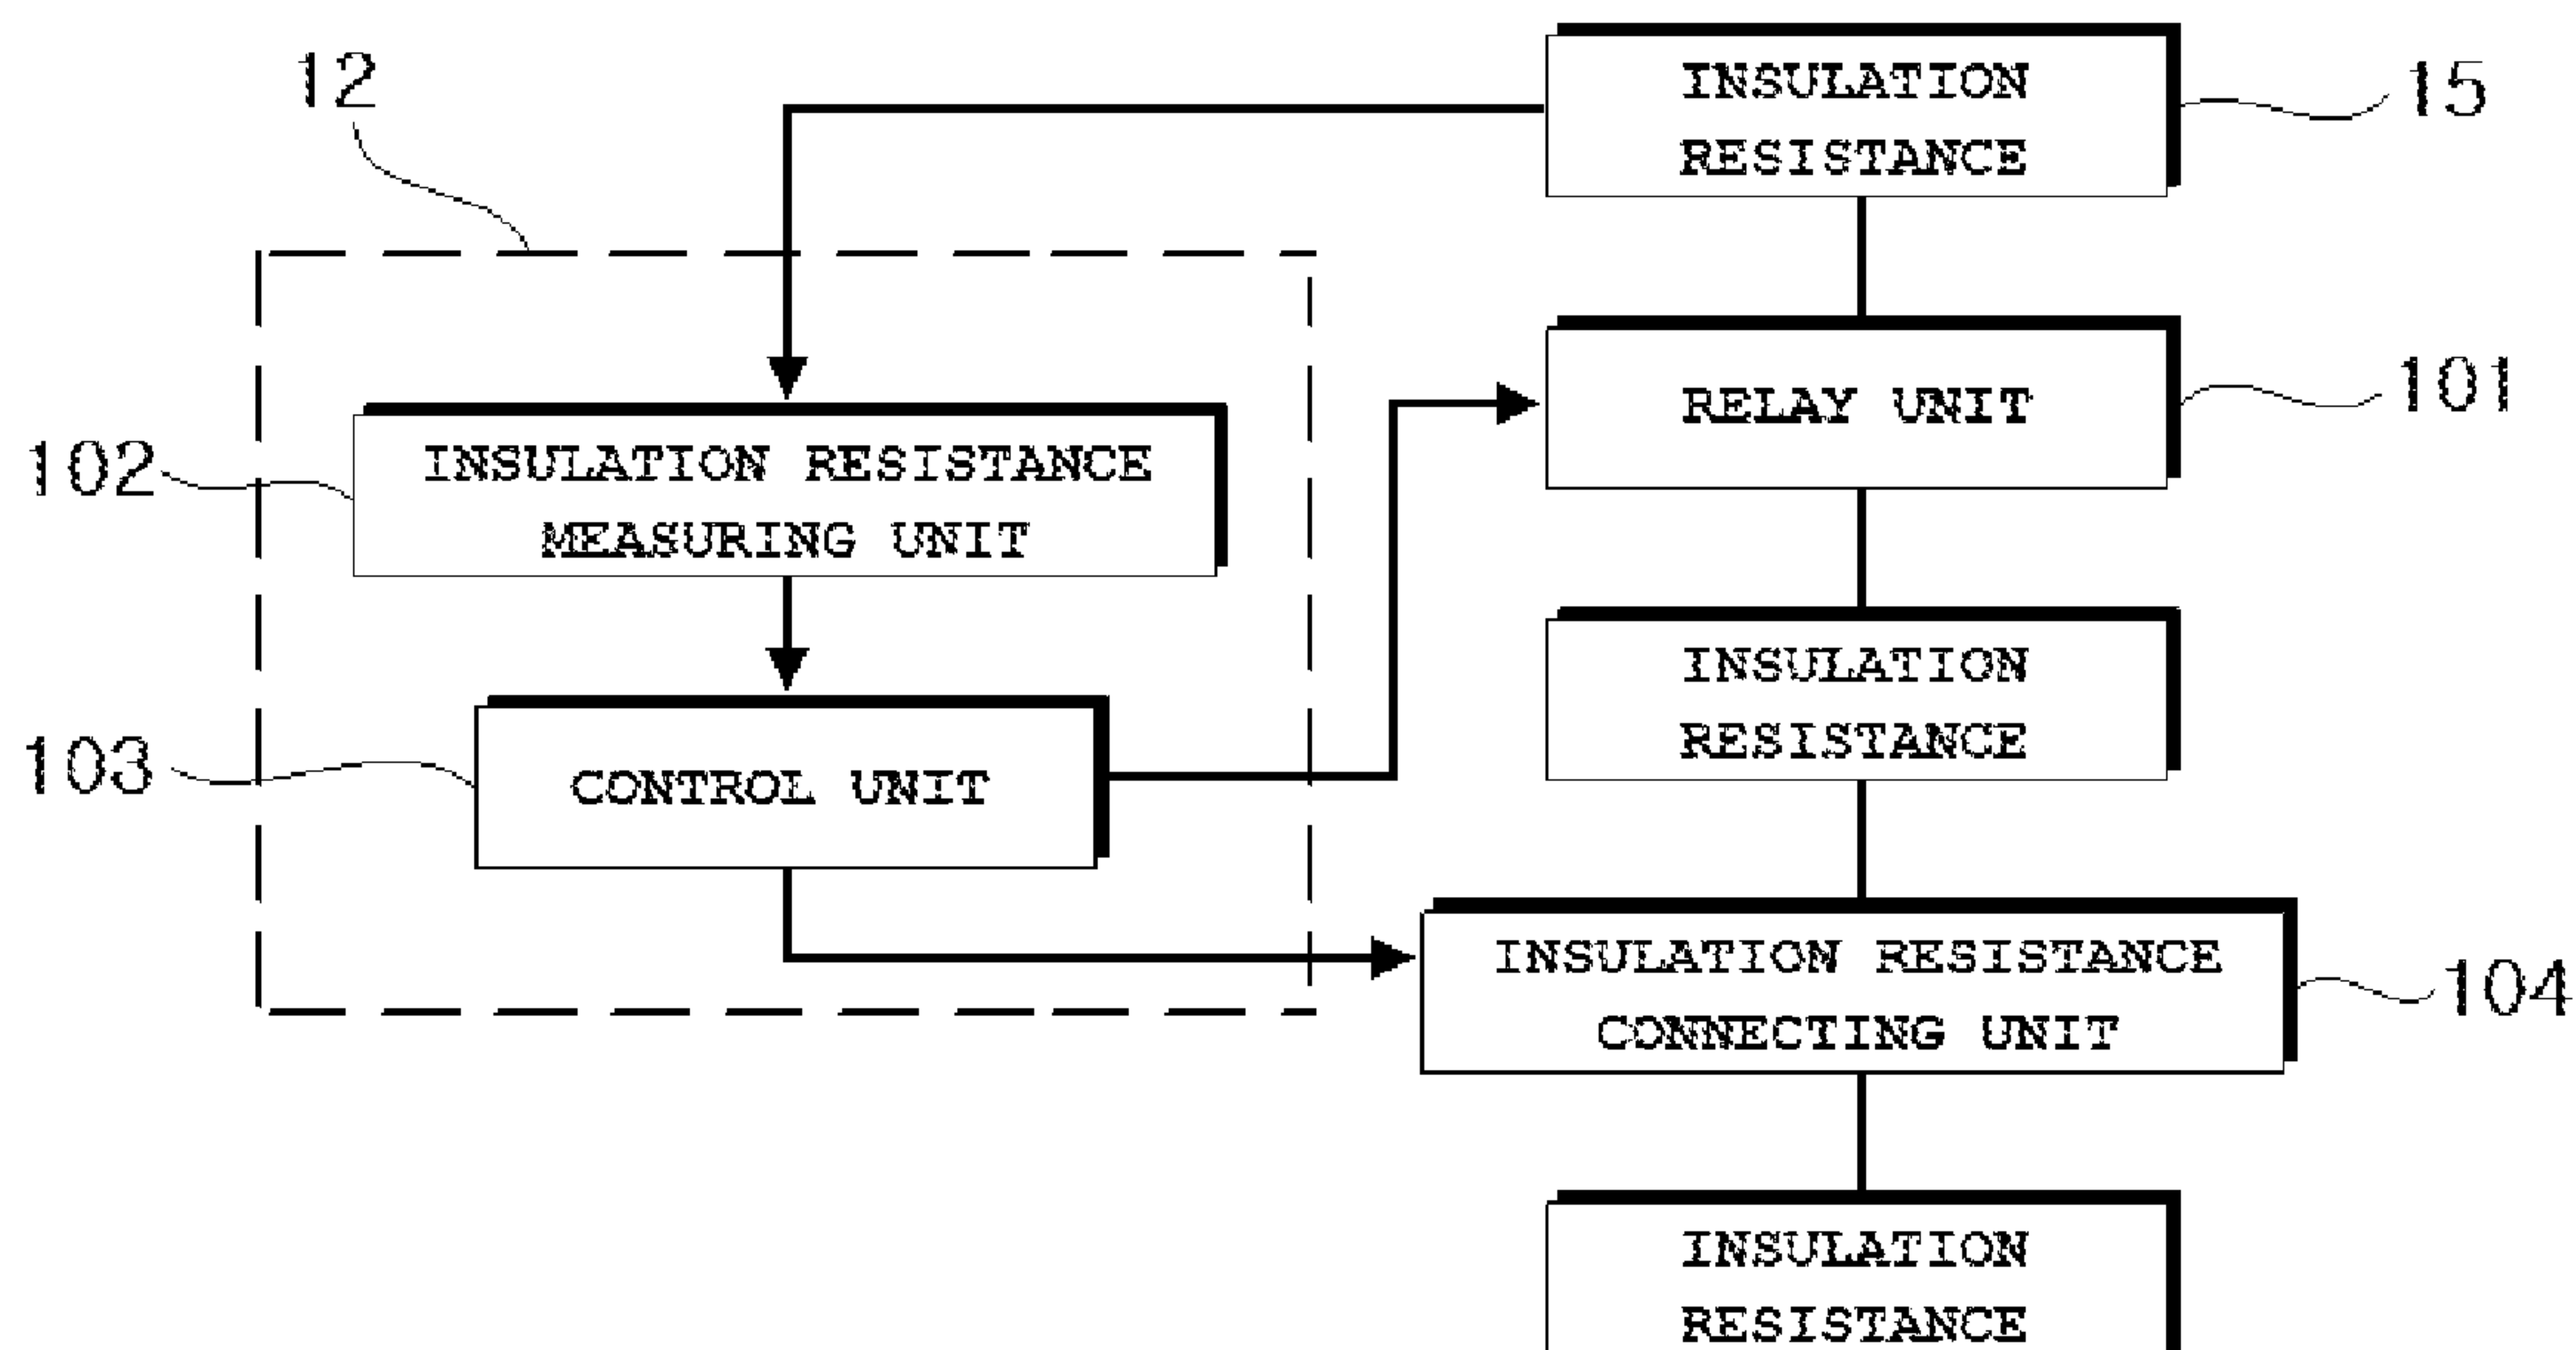 12
INSULATION
RESISTANCE
15
RELAY UNIT
101
102
INSULATION RESISTANCE
MEASURING UNIT
INSULATION
RESISTANCE
103
CONTROL UNIT
INSULATION RESISTANCE
CONNECTING UNIT
104
INSULATION
RESISTANCE